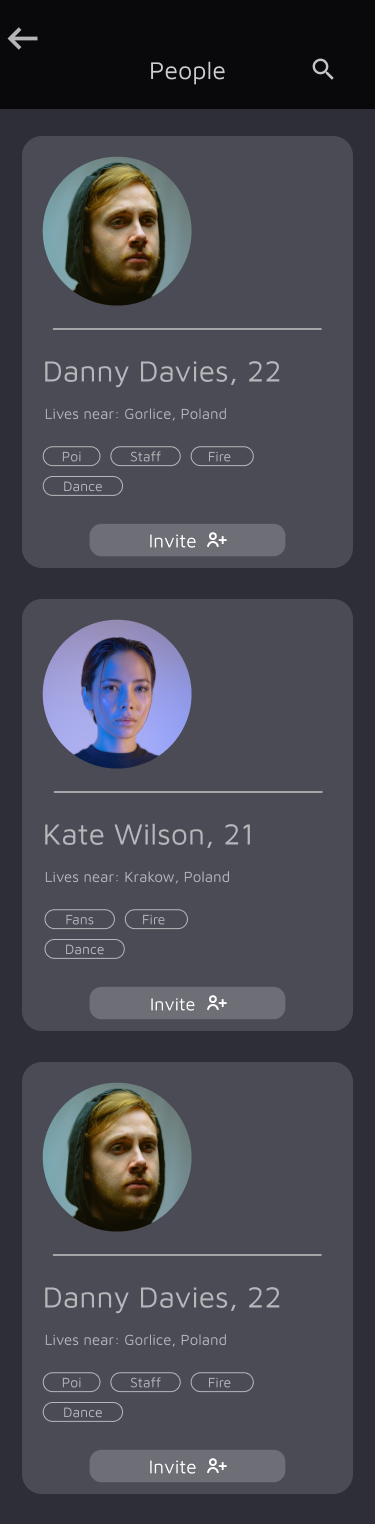 People
Danny Davies, 22
Lives near: Gorlice, Poland
Poi Staff Fire
Dance
Invite
Kate Wilson, 21
Lives near: Krakow, Poland
Fans Fire
Dance
Invite
Danny Davies, 22
Lives near: Gorlice, Poland
Poi Staff Fire
Dance
Invite